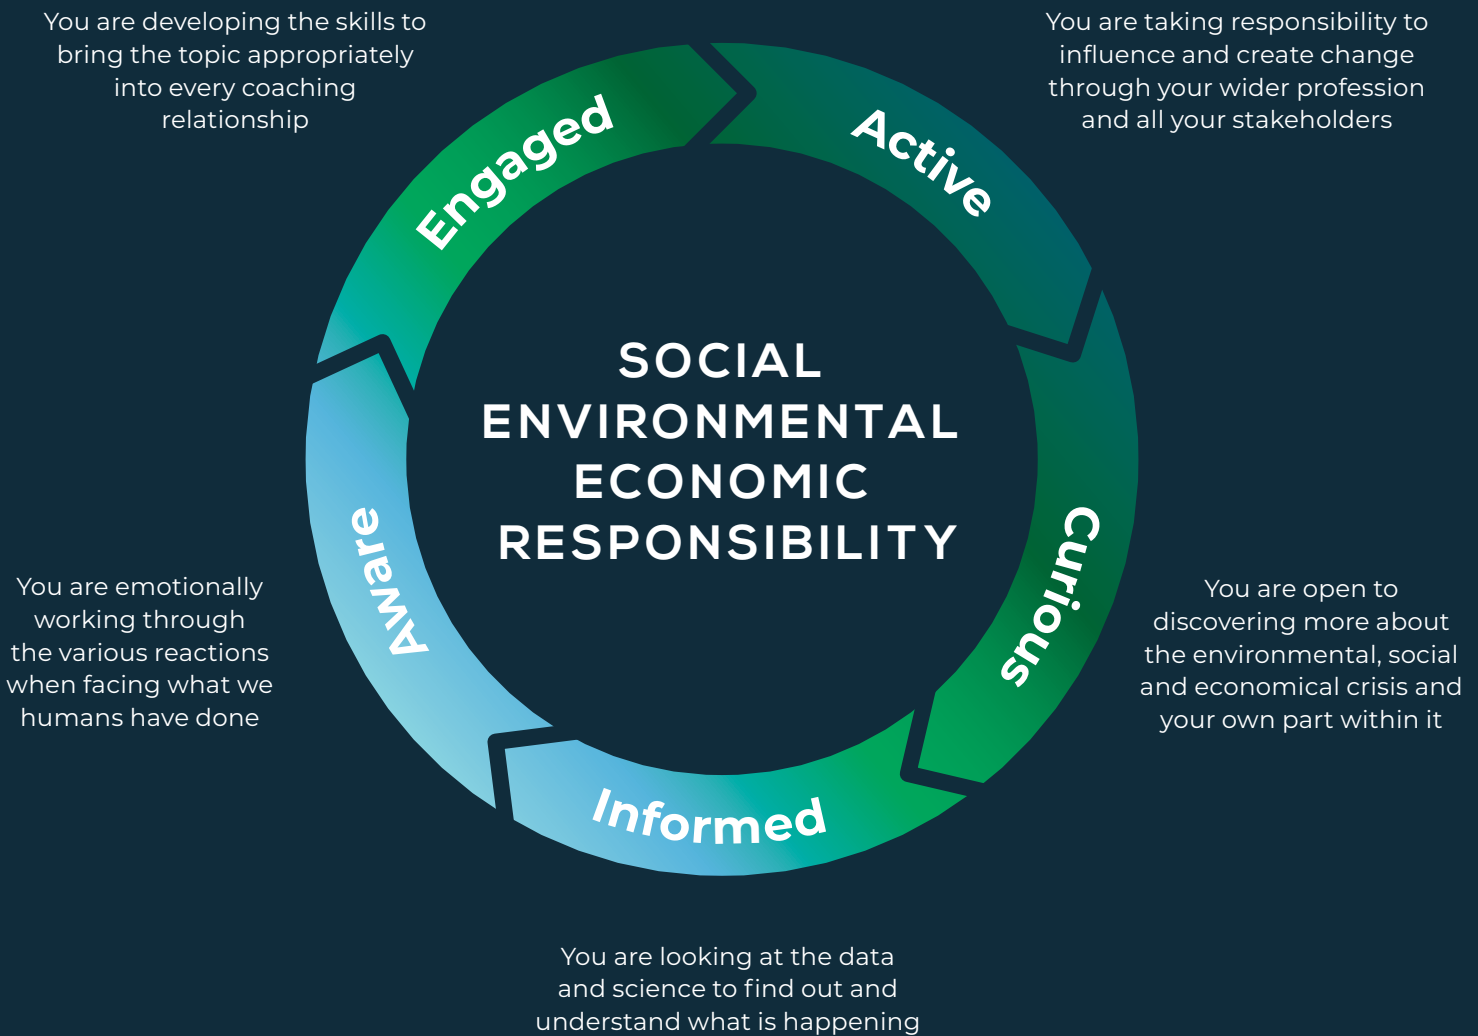 You are developing the skills to
bring the topic appropriately
into every coaching
relationship
You are taking responsibility to
influence and create change
through your wider profession
and all your stakeholders
Engaged
Active
SOCIAL
ENVIRONMENTAL
ECONOMIC
RESPONSIBILITY
Aware
Curious
You are emotionally
working through
the various reactions
when facing what we
humans have done
You are open to
discovering more about
the environmental, social
and economical crisis and
your own part within it
Informed
You are looking at the data
and science to find out and
understand what is happening